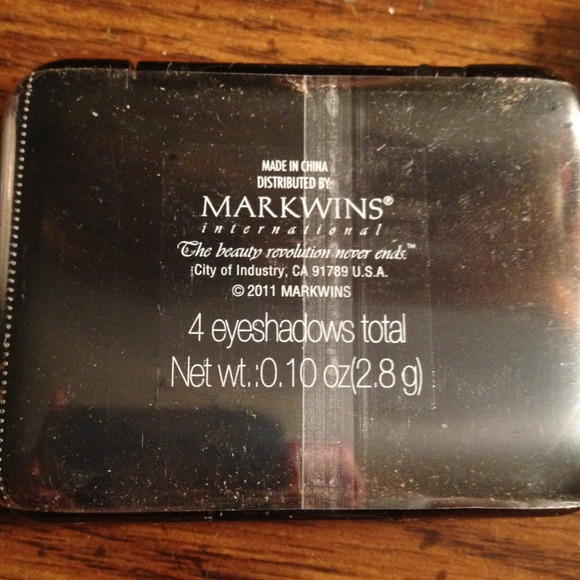 MADE IN CHINA
DISTRIBUTED BY:
MARKWINS®
international
The beauty revolution never ends.™
City of Industry, CA 91789 U.S.A.
© 2011 MARKWINS
4 eyeshadows total
Net wt.:0.10 oz(2.8 g)